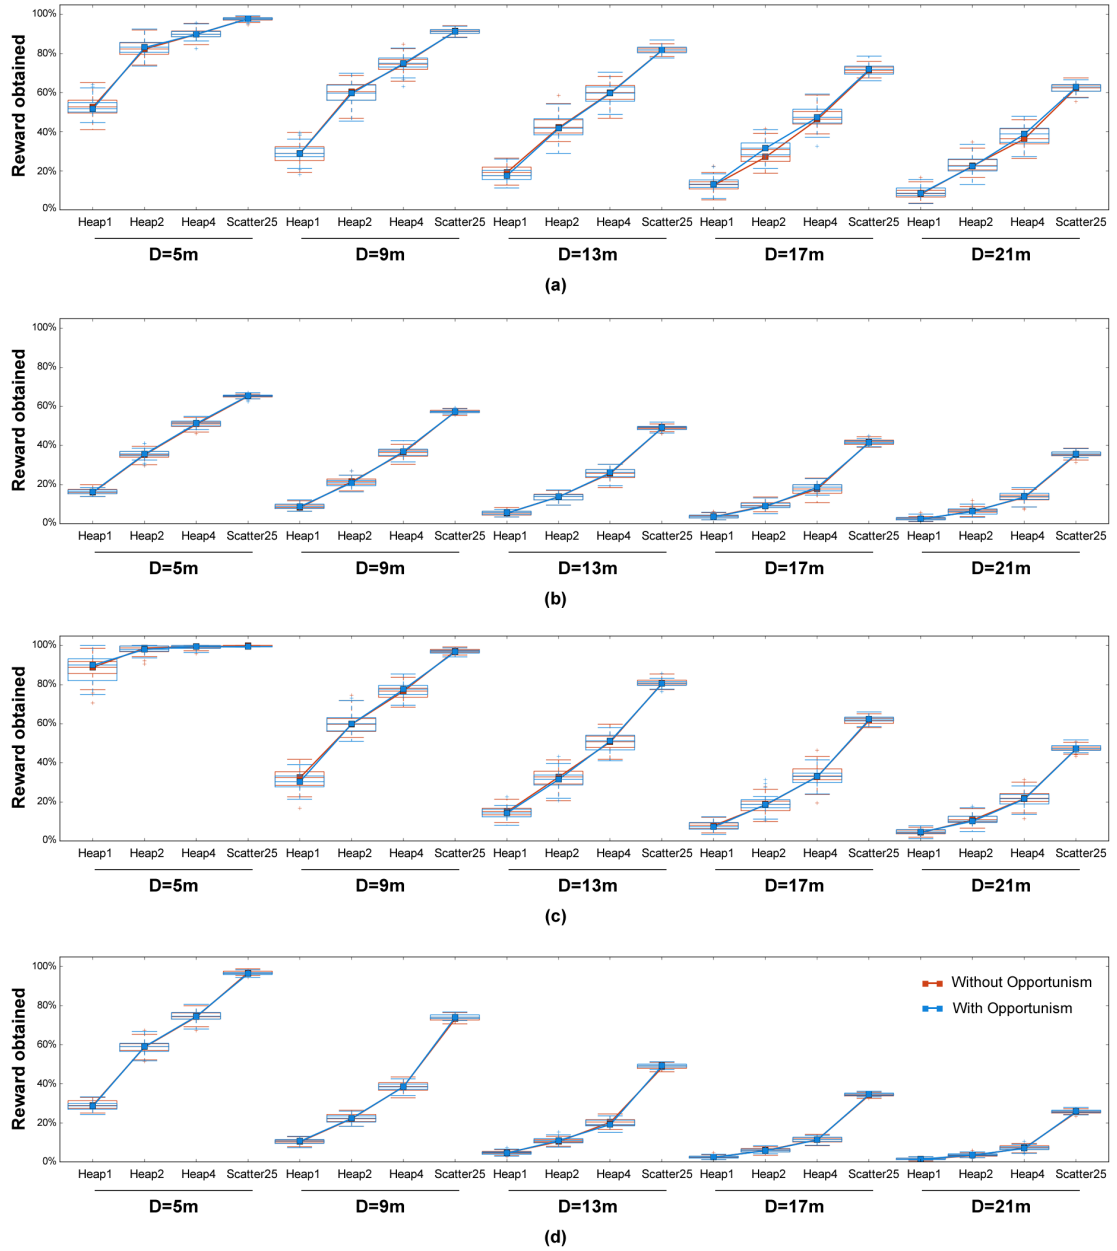 Reward obtained
100%
80%
60%
40%
20%
0%
Heap1 Heap2 Heap4 Scatter25 Heap1 Heap2 Heap4 Scatter25 Heap1 Heap2 Heap4 Scatter25 Heap1 Heap2 Heap4 Scatter25 Heap1 Heap2 Heap4 Scatter25
D=5m D=9m D=13m D=17m D=21m
(a)
Reward obtained
100%
80%
60%
40%
20%
0%
Heap1 Heap2 Heap4 Scatter25 Heap1 Heap2 Heap4 Scatter25 Heap1 Heap2 Heap4 Scatter25 Heap1 Heap2 Heap4 Scatter25 Heap1 Heap2 Heap4 Scatter25
D=5m D=9m D=13m D=17m D=21m
(b)
Reward obtained
100%
80%
60%
40%
20%
0%
Heap1 Heap2 Heap4 Scatter25 Heap1 Heap2 Heap4 Scatter25 Heap1 Heap2 Heap4 Scatter25 Heap1 Heap2 Heap4 Scatter25 Heap1 Heap2 Heap4 Scatter25
D=5m D=9m D=13m D=17m D=21m
(c)
Reward obtained
100%
80%
60%
40%
20%
0%
Without Opportunism
With Opportunism
Heap1 Heap2 Heap4 Scatter25 Heap1 Heap2 Heap4 Scatter25 Heap1 Heap2 Heap4 Scatter25 Heap1 Heap2 Heap4 Scatter25 Heap1 Heap2 Heap4 Scatter25
D=5m D=9m D=13m D=17m D=21m
(d)